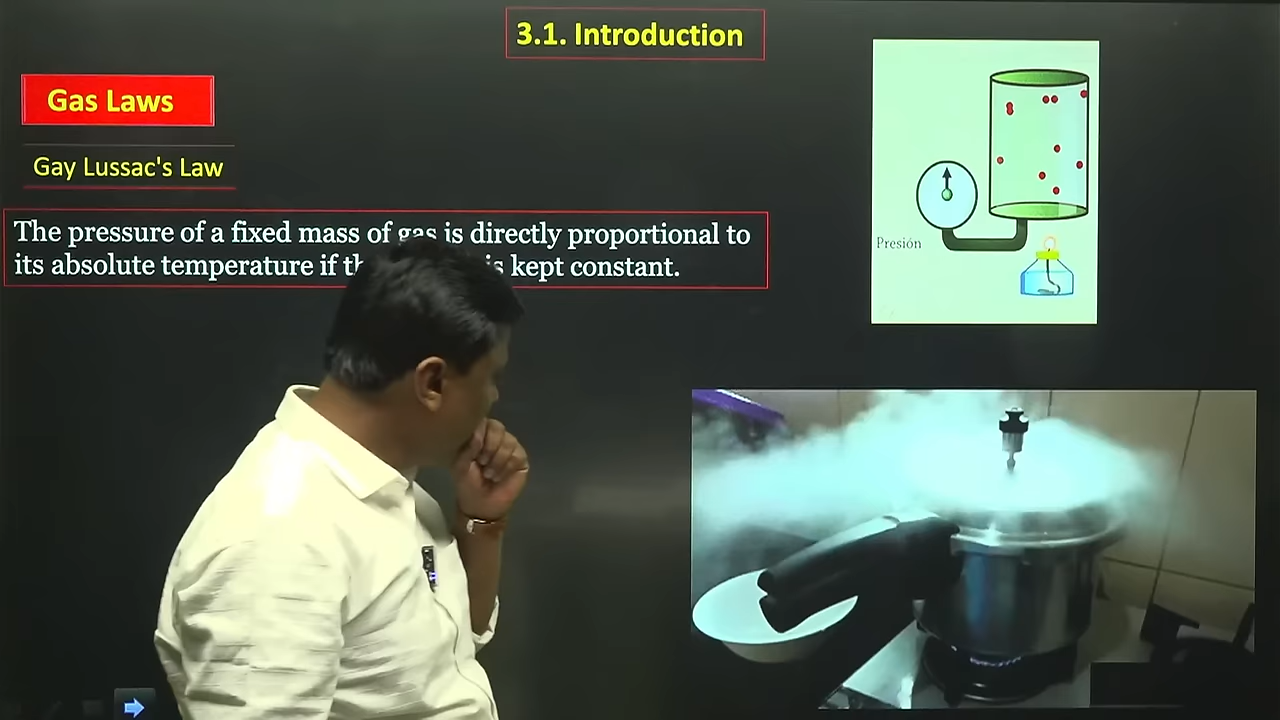 3.1. Introduction
Gas Laws
Gay Lussac's Law
The pressure of a fixed mass of gas is directly proportional to
its absolute temperature if is kept constant.
Presión